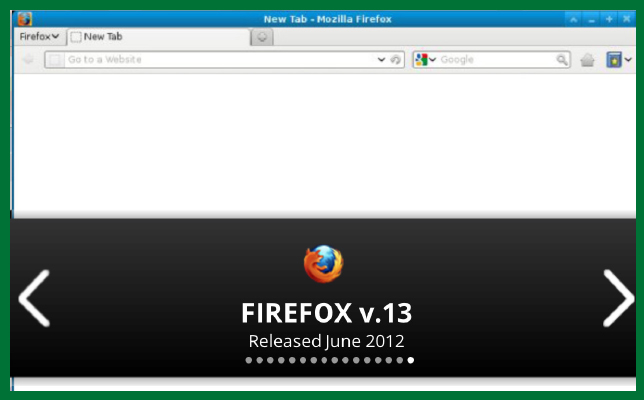 New Tab - Mozilla Firefox
Firefox
New Tab
Go to a Website
Google
FIREFOX v.13
Released June 2012